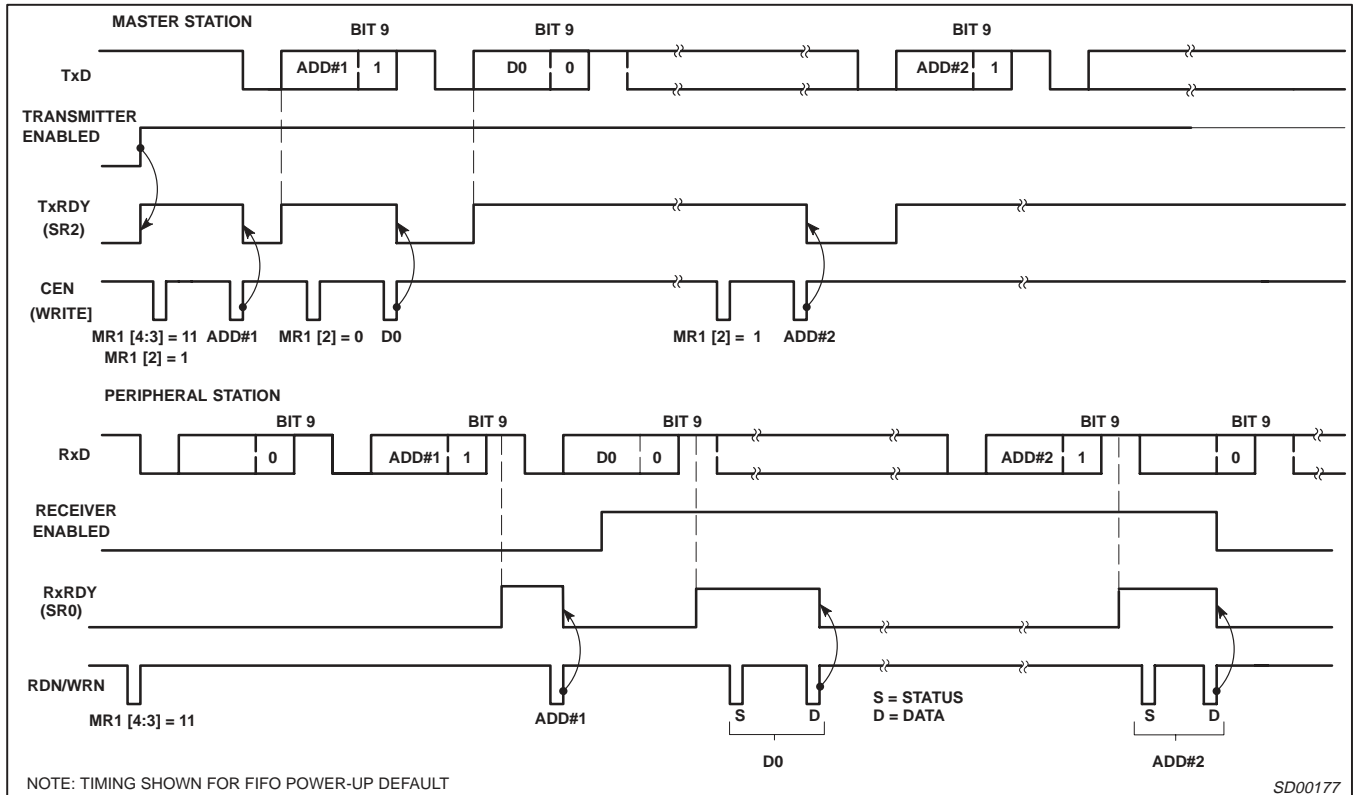 MASTER STATION
BIT 9 BIT 9 BIT 9
TxD
ADD#1 1 D0 0 ADD#2 1
TRANSMITTER
ENABLED
TxRDY
(SR2)
CEN
(WRITE]
MR1 [4:3] = 11 ADD#1 MR1 [2] = 0 D0 MR1 [2] = 1 ADD#2
MR1 [2] = 1
PERIPHERAL STATION
BIT 9 BIT 9 BIT 9 BIT 9 BIT 9
RxD
0 ADD#1 1 D0 0 ADD#2 1 0
RECEIVER
ENABLED
RxRDY
(SR0)
RDN/WRN
MR1 [4:3] = 11 ADD#1 S D S = STATUS S D
D = DATA
D0 ADD#2
NOTE: TIMING SHOWN FOR FIFO POWER-UP DEFAULT
SD00177